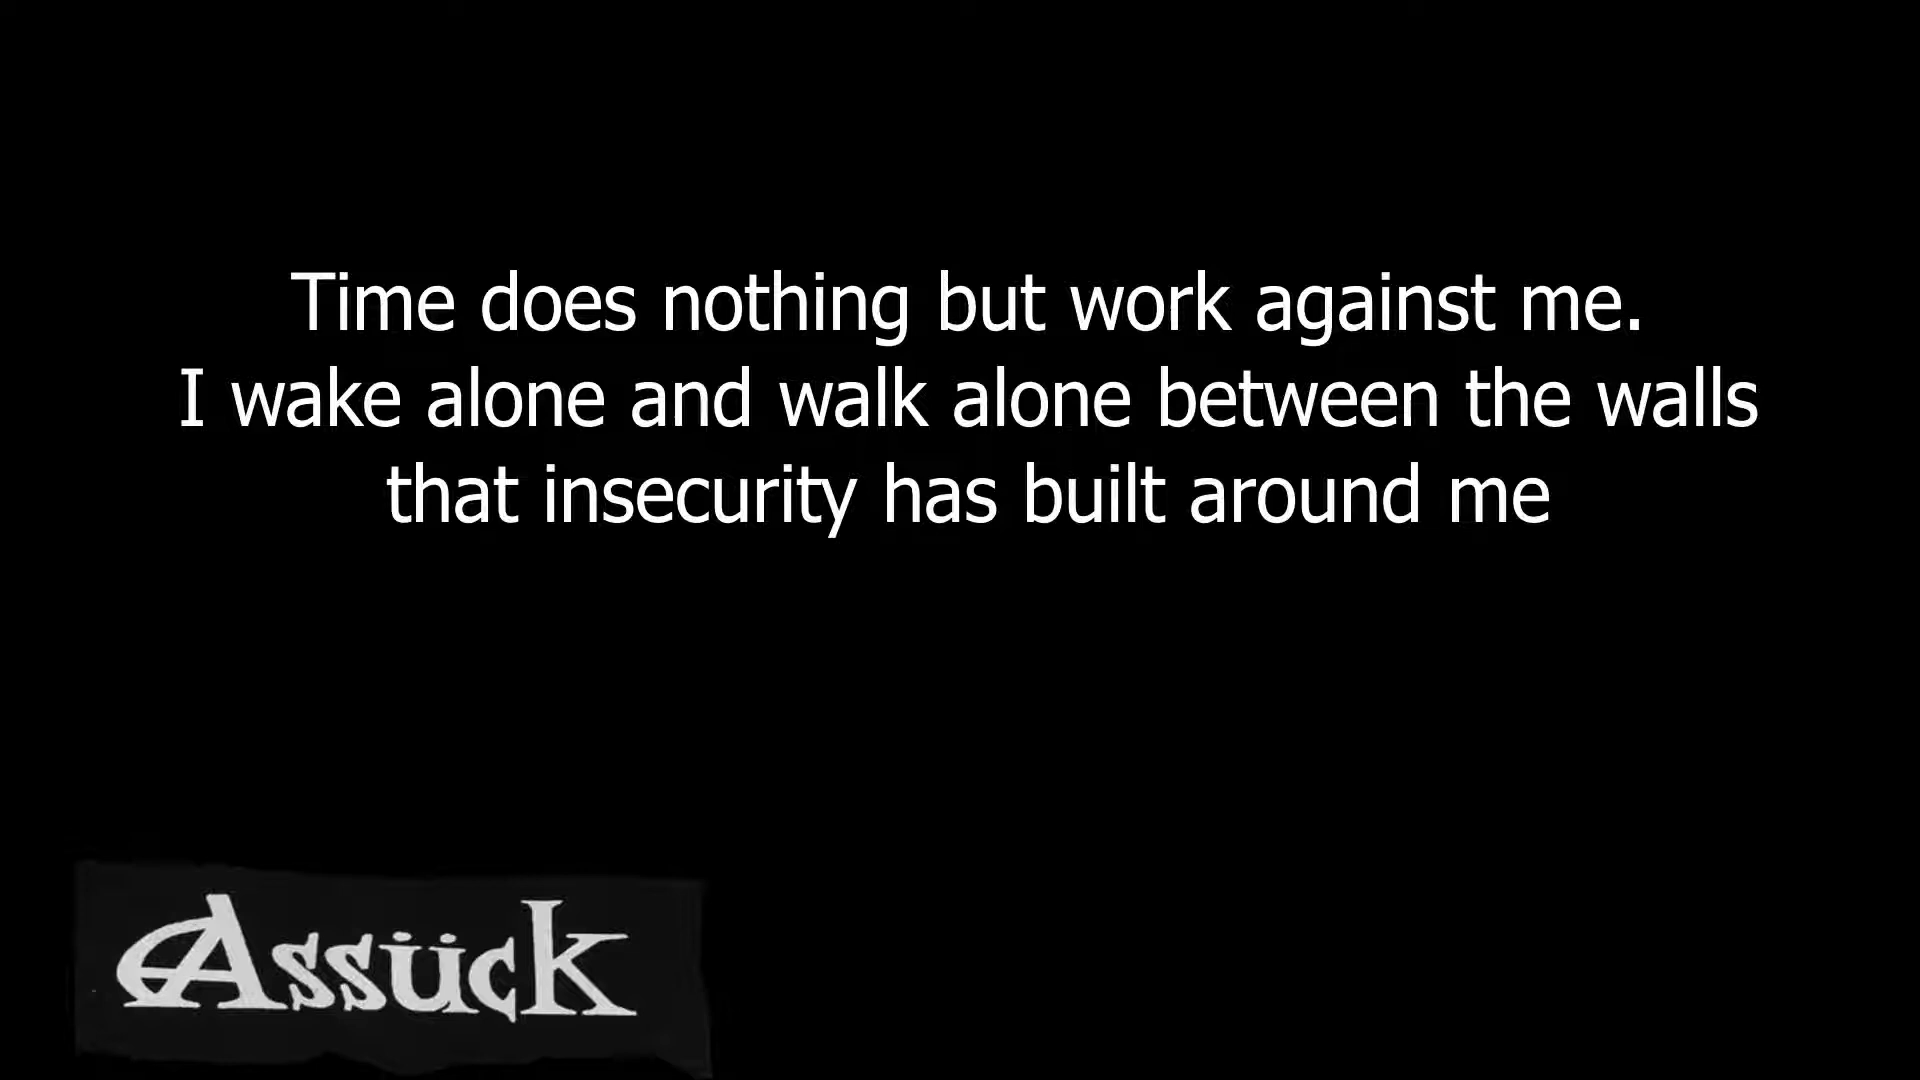 Time does nothing but work against me.
I wake alone and walk alone between the walls
that insecurity has built around me
Assück